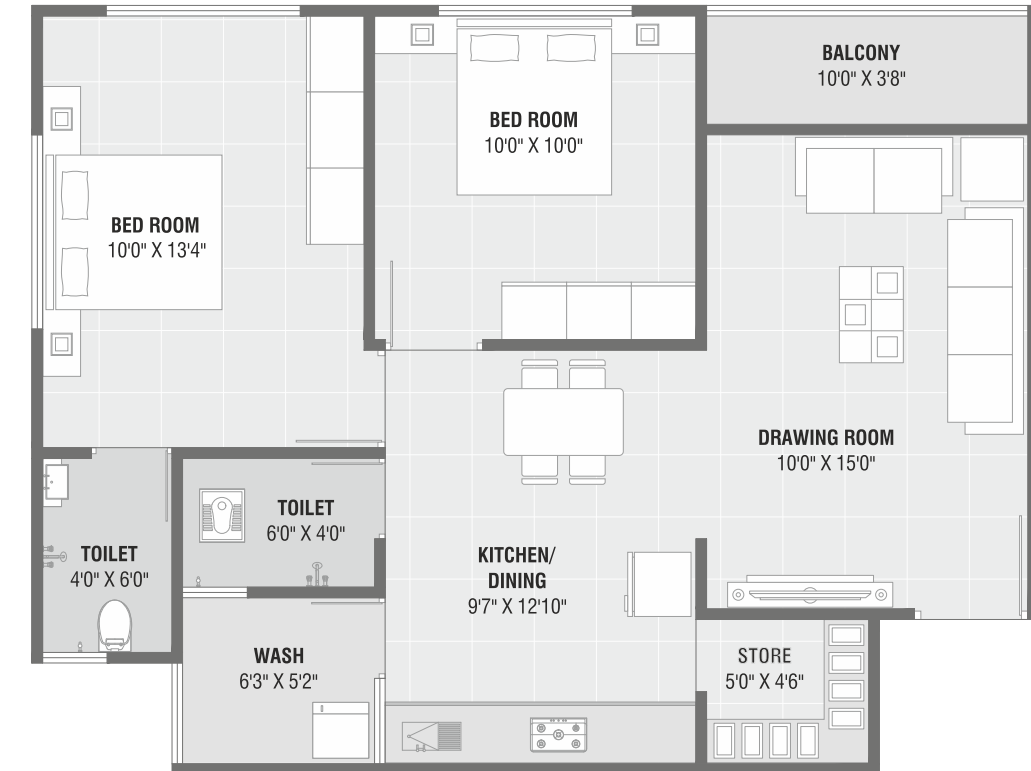 BALCONY
10'0" X 3'8"
BED ROOM
10'0" X 10'0"
BED ROOM
10'0" X 13'4"
DRAWING ROOM
10'0" X 15'0"
TOILET
6'0" X 4'0"
TOILET
4'0" X 6'0"
KITCHEN/
DINING
9'7" X 12'10"
WASH
6'3" X 5'2"
STORE
5'0" X 4'6"